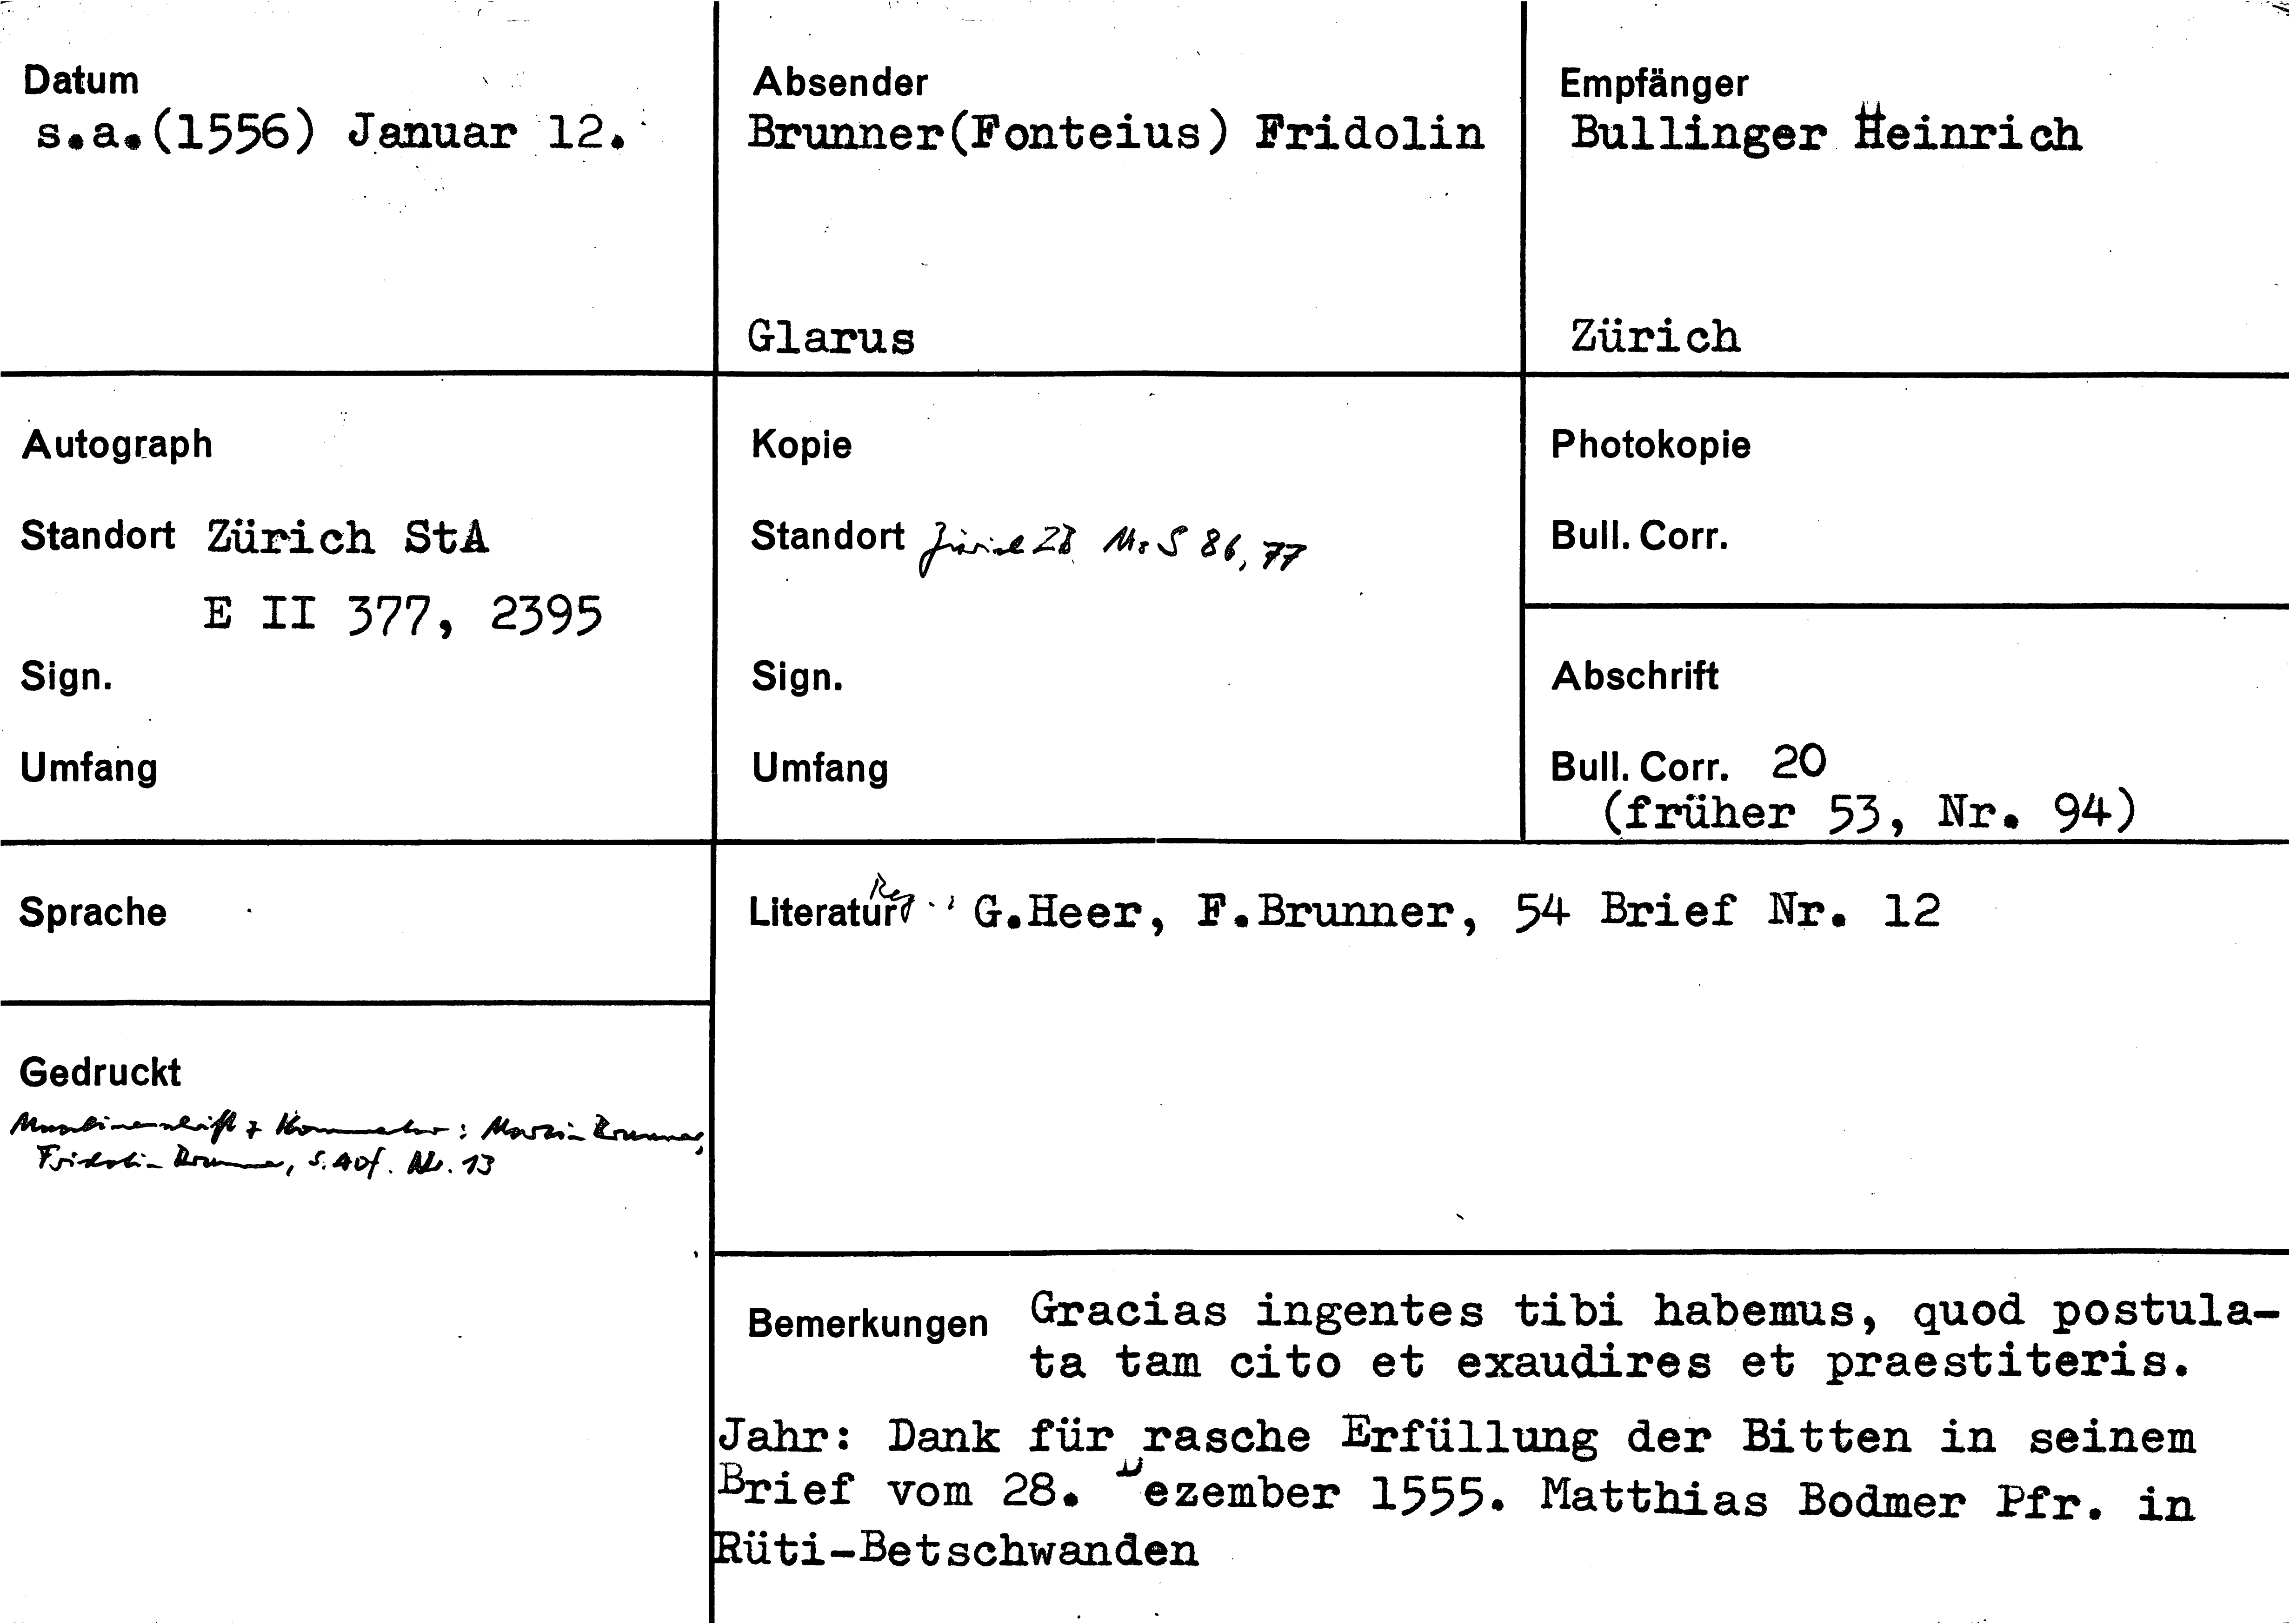 Datum
s.a.(1556) Januar 12.
Absender
Brunner(Fonteius) Fridolin
Glarus
Empfänger
Bullinger Heinrich
Zürich
Autograph
Standort Zürich StA
E II 377, 2395
Sign.
Umfang
Kopie
Standort Zürich ZB Ms S 86, 77
Sign.
Umfang
Photokopie
Bull. Corr.
Abschrift
Bull. Corr. 20
(früher 53, Nr. 94)
Sprache
Literatur Reg.: G.Heer, F.Brunner, 54 Brief Nr. 12
Gedruckt
Maschinenschrift + Kommentar: Martin Brunner,
Fridolin Brunner, Nr. 13
Bemerkungen Gracias ingentes tibi habemus, quod postula-
ta tam cito et exaudires et praestiteris.
Jahr: Dank für rasche Erfüllung der Bitten in seinem
Brief vom 28. Dezember 1555. Matthias Bodmer Pfr. in
Rüti-Betschwanden